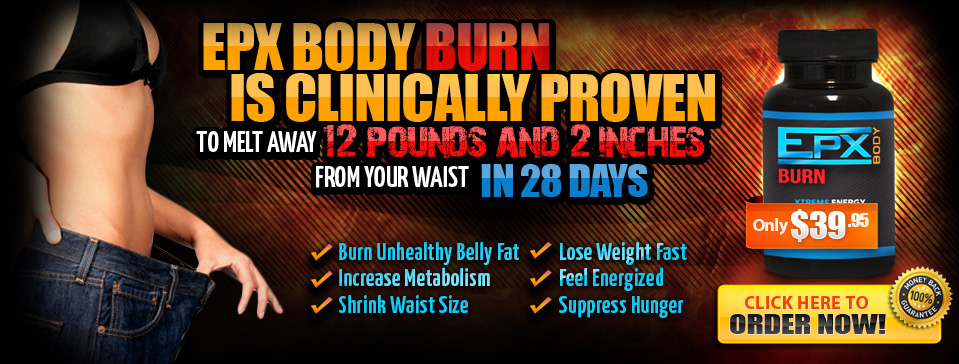 EPX BODY BURN
IS CLINICALLY PROVEN
TO MELT AWAY 12 POUNDS AND 2 INCHES
FROM YOUR WAIST IN 28 DAYS
Burn Unhealthy Belly Fat
Increase Metabolism
Shrink Waist Size
Lose Weight Fast
Feel Energized
Suppress Hunger
EPX BODY
BURN
XTREME ENERGY
Only $39.95
CLICK HERE TO
ORDER NOW!
MONEY BACK
100%
GUARANTEE